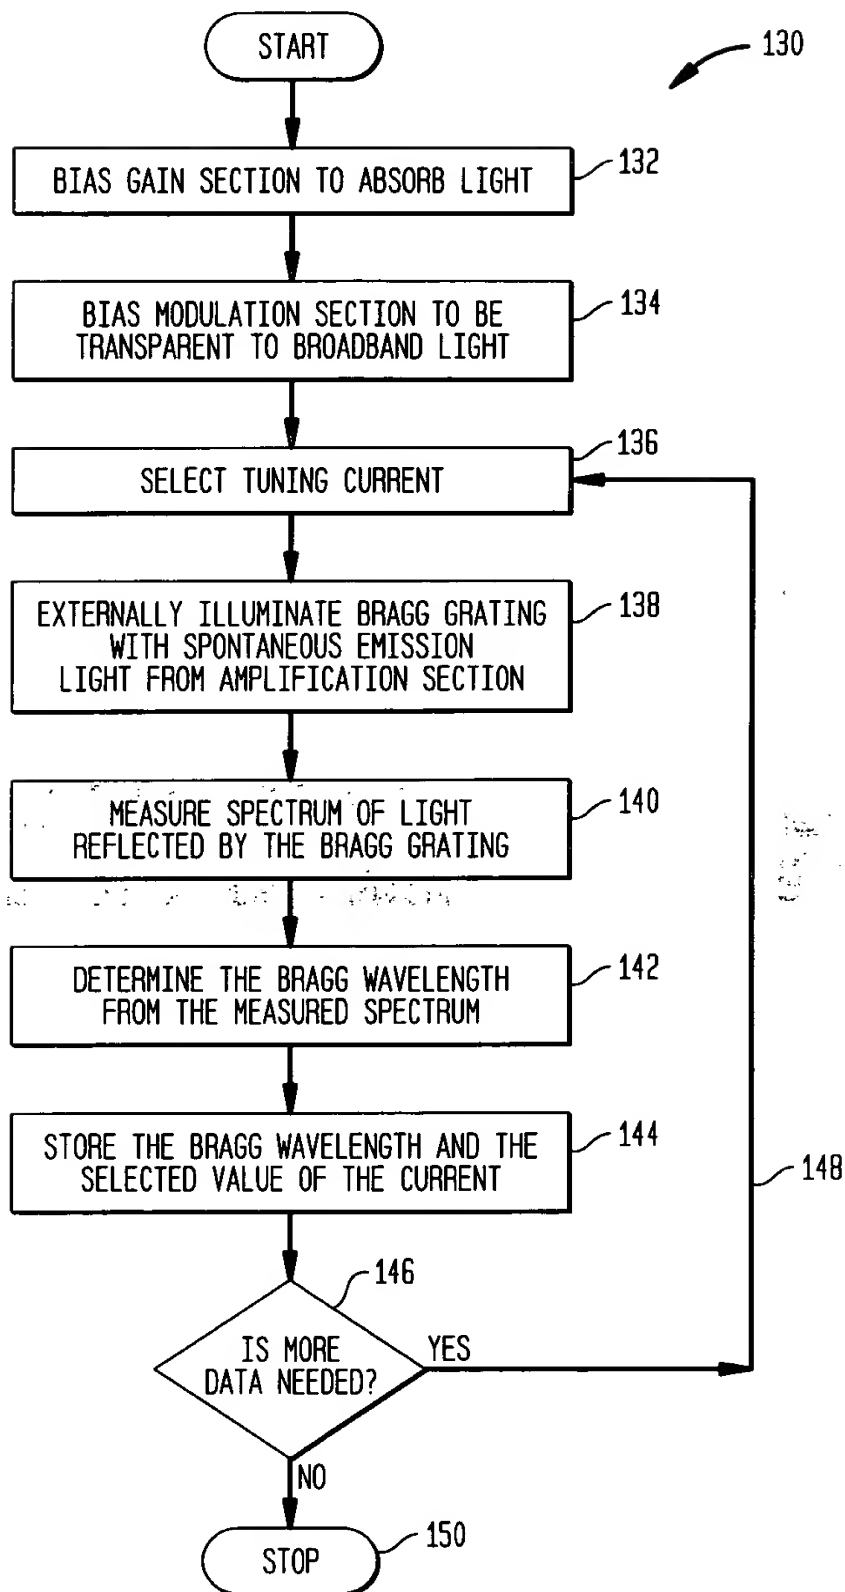 START
130
BIAS GAIN SECTION TO ABSORB LIGHT
132
BIAS MODULATION SECTION TO BE
TRANSPARENT TO BROADBAND LIGHT
134
SELECT TUNING CURRENT
136
EXTERNALLY ILLUMINATE BRAGG GRATING
WITH SPONTANEOUS EMISSION
LIGHT FROM AMPLIFICATION SECTION
138
MEASURE SPECTRUM OF LIGHT
REFLECTED BY THE BRAGG GRATING
140
DETERMINE THE BRAGG WAVELENGTH
FROM THE MEASURED SPECTRUM
142
STORE THE BRAGG WAVELENGTH AND THE
SELECTED VALUE OF THE CURRENT
144
148
146
IS MORE
DATA NEEDED?
YES
NO
STOP
150